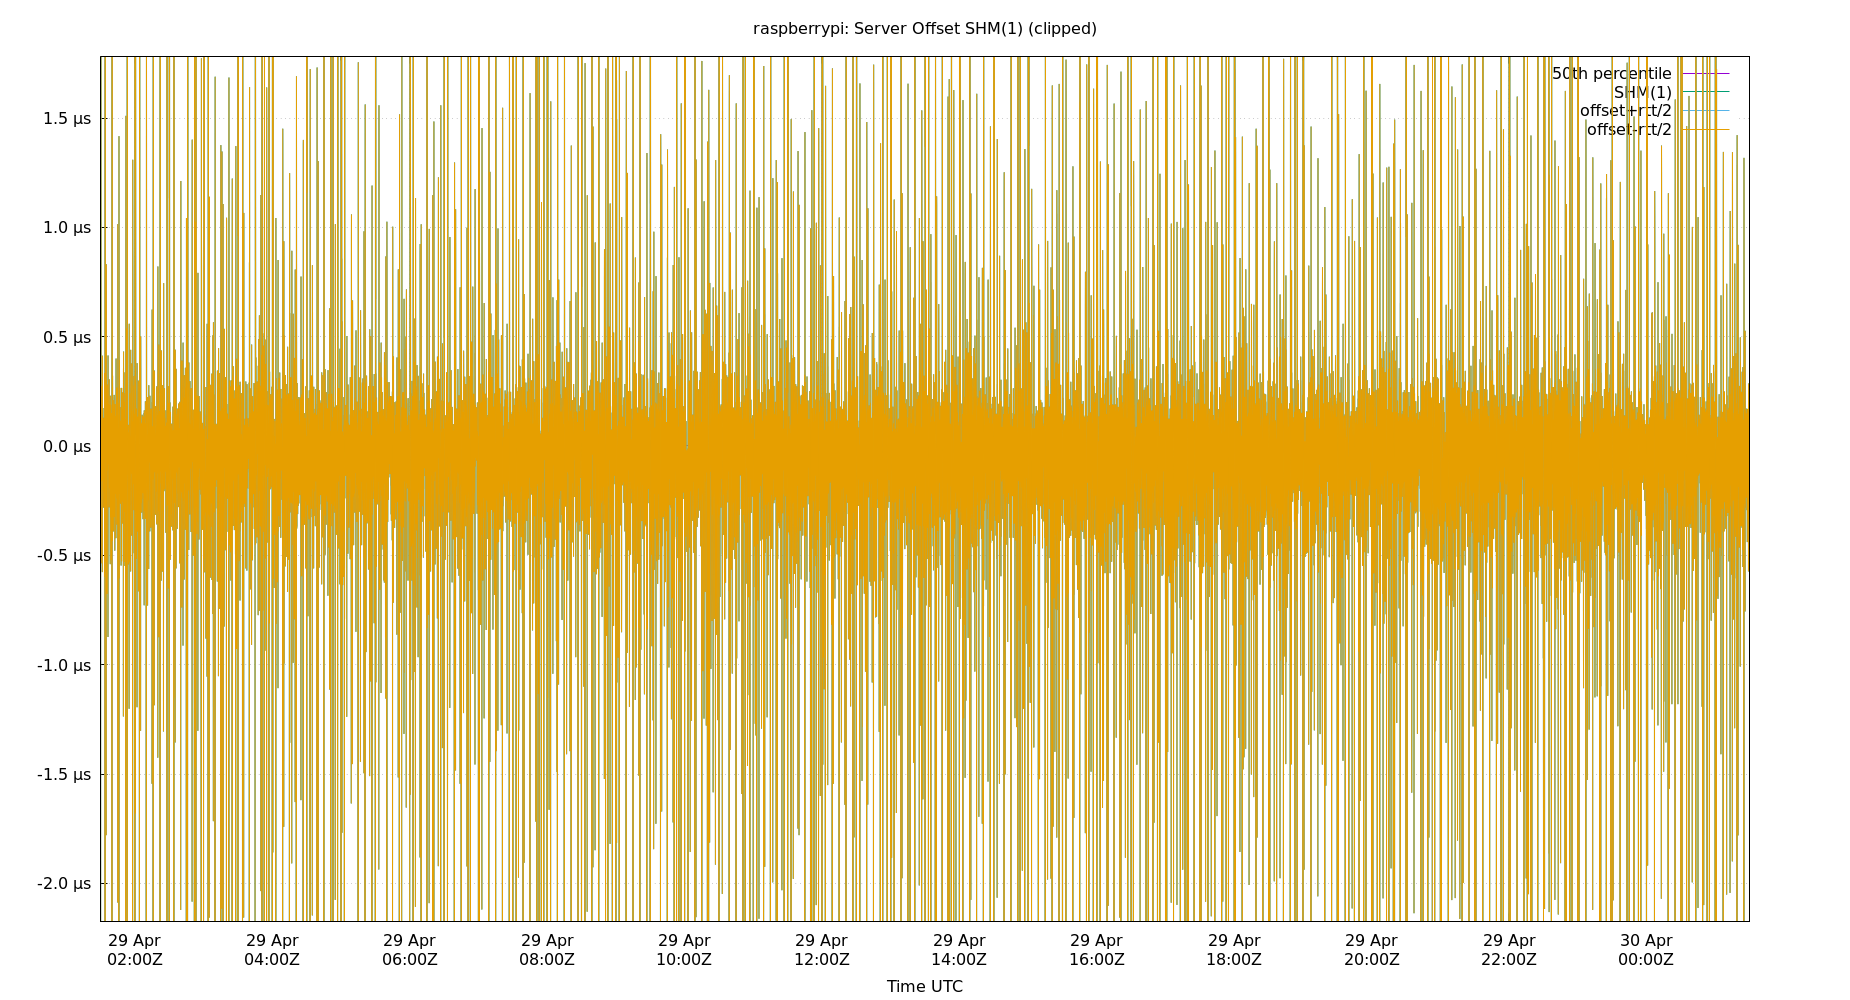 raspberrypi: Server Offset SHM(1) (clipped)
50th percentile
SHM(1)
offset+rtt/2
offset-rtt/2
1.5 µs
1.0 µs
0.5 µs
0.0 µs
-0.5 µs
-1.0 µs
-1.5 µs
-2.0 µs
29 Apr 29 Apr 29 Apr 29 Apr 29 Apr 29 Apr 29 Apr 29 Apr 29 Apr 29 Apr 29 Apr 30 Apr
02:00Z 04:00Z 06:00Z 08:00Z 10:00Z 12:00Z 14:00Z 16:00Z 18:00Z 20:00Z 22:00Z 00:00Z
Time UTC